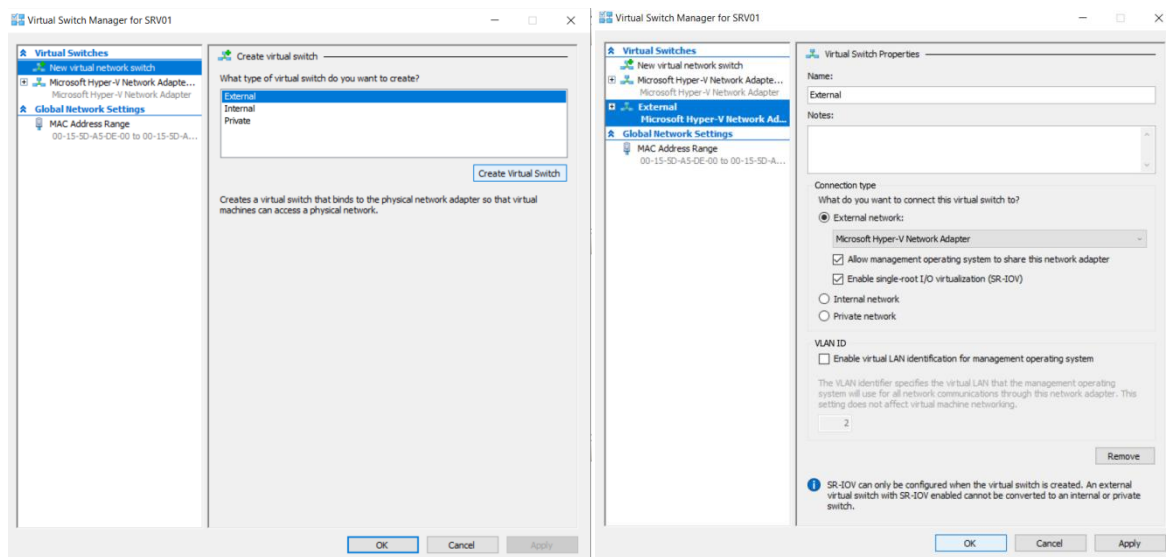 Virtual Switch Manager for SRV01
Virtual Switches
New virtual network switch
Microsoft Hyper-V Network Adapte...
Microsoft Hyper-V Network Adapter
Global Network Settings
MAC Address Range
00-15-5D-A5-DE-00 to 00-15-5D-A...
Create virtual switch
What type of virtual switch do you want to create?
External
Internal
Private
Create Virtual Switch
Creates a virtual switch that binds to the physical network adapter so that virtual
machines can access a physical network.
OK
Cancel
Apply
Virtual Switch Manager for SRV01
Virtual Switches
New virtual network switch
Microsoft Hyper-V Network Adapte...
Microsoft Hyper-V Network Adapter
External
Microsoft Hyper-V Network Ad...
Global Network Settings
MAC Address Range
00-15-5D-A5-DE-00 to 00-15-5D-A...
Virtual Switch Properties
Name:
External
Notes:
Connection type
What do you want to connect this virtual switch to?
External network:
Microsoft Hyper-V Network Adapter
Allow management operating system to share this network adapter
Enable single-root I/O virtualization (SR-IOV)
Internal network
Private network
VLAN ID
Enable virtual LAN identification for management operating system
The VLAN identifier specifies the virtual LAN that the management operating
system will use for all network communications through this network adapter. This
setting does not affect virtual machine networking.
2
Remove
SR-IOV can only be configured when the virtual switch is created. An external
virtual switch with SR-IOV enabled cannot be converted to an internal or private
switch.
OK
Cancel
Apply